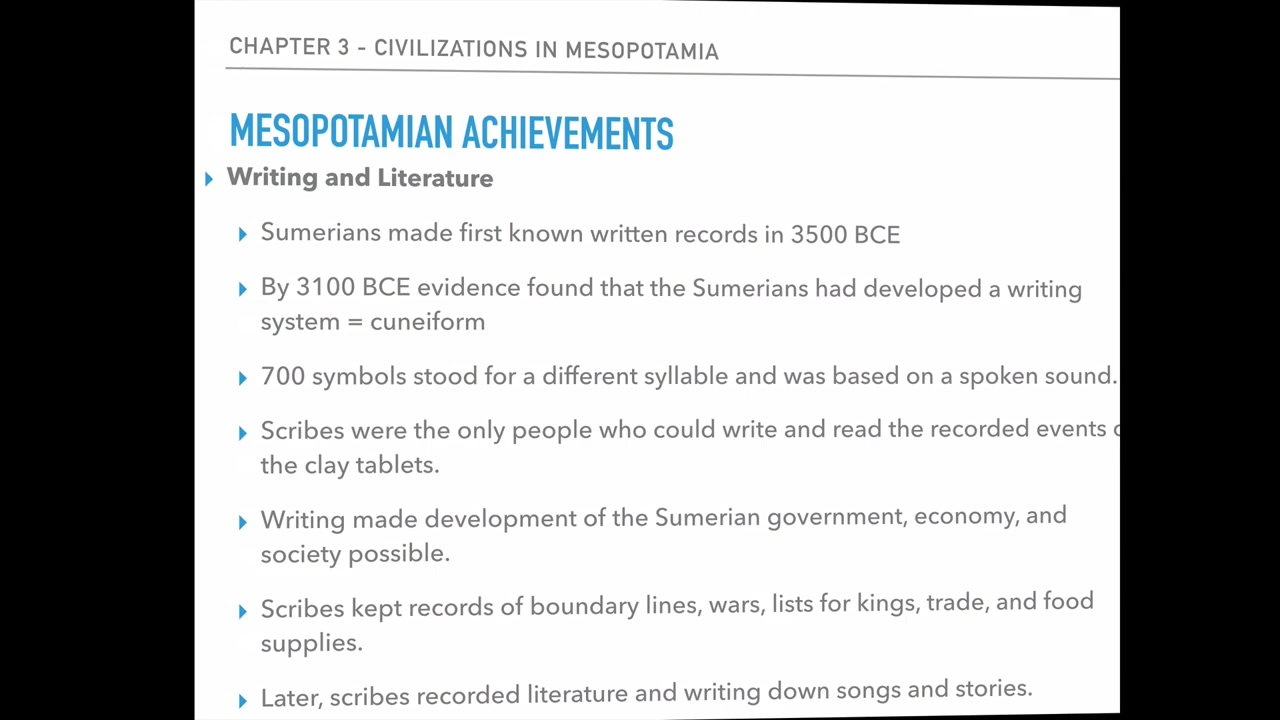 CHAPTER 3 - CIVILIZATIONS IN MESOPOTAMIA
MESOPOTAMIAN ACHIEVEMENTS
Writing and Literature
Sumerians made first known written records in 3500 BCE
By 3100 BCE evidence found that the Sumerians had developed a writing
system = cuneiform
700 symbols stood for a different syllable and was based on a spoken sound.
Scribes were the only people who could write and read the recorded events
the clay tablets.
Writing made development of the Sumerian government, economy, and
society possible.
Scribes kept records of boundary lines, wars, lists for kings, trade, and food
supplies.
Later, scribes recorded literature and writing down songs and stories.